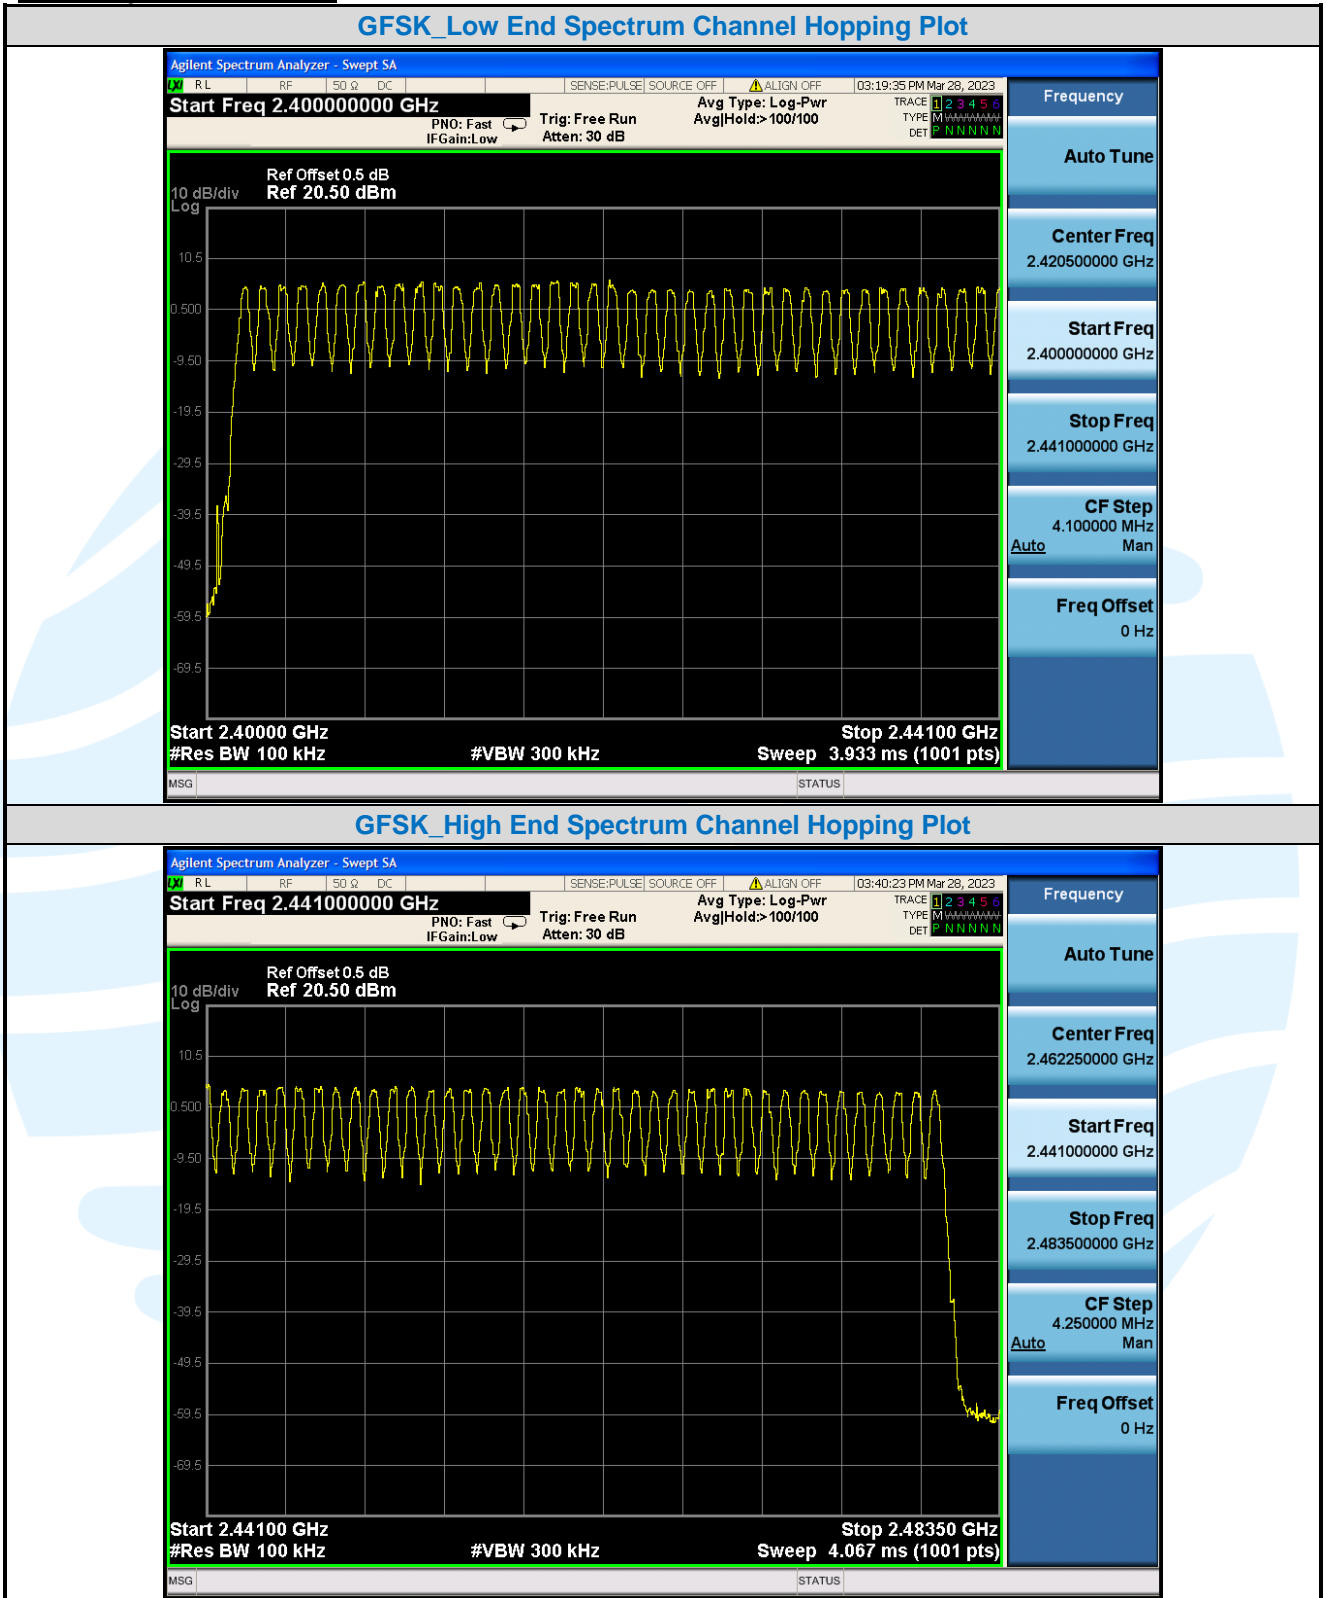 GFSK_Low End Spectrum Channel Hopping Plot
Agilent Spectrum Analyzer - Swept SA
LXI RL RF 50 Ω DC SENSE:PULSE SOURCE OFF ALIGN OFF 03:19:35 PM Mar 28, 2023
Start Freq 2.400000000 GHz
PNO: Fast
IFGain:Low
Trig: Free Run
Atten: 30 dB
Avg Type: Log-Pwr
Avg|Hold:>100/100
TRACE 1 2 3 4 5 6
TYPE M
DET P N N N N N
Ref Offset 0.5 dB
10 dB/div Ref 20.50 dBm
Log
10.5
0.500
-9.50
-19.5
-29.5
-39.5
-49.5
-59.5
-69.5
Start 2.40000 GHz Stop 2.44100 GHz
#Res BW 100 kHz #VBW 300 kHz Sweep 3.933 ms (1001 pts)
MSG STATUS
Frequency
Auto Tune
Center Freq
2.420500000 GHz
Start Freq
2.400000000 GHz
Stop Freq
2.441000000 GHz
CF Step
4.100000 MHz
Auto Man
Freq Offset
0 Hz
GFSK_High End Spectrum Channel Hopping Plot
Agilent Spectrum Analyzer - Swept SA
LXI RL RF 50 Ω DC SENSE:PULSE SOURCE OFF ALIGN OFF 03:40:23 PM Mar 28, 2023
Start Freq 2.441000000 GHz
PNO: Fast
IFGain:Low
Trig: Free Run
Atten: 30 dB
Avg Type: Log-Pwr
Avg|Hold:>100/100
TRACE 1 2 3 4 5 6
TYPE M
DET P N N N N N
Ref Offset 0.5 dB
10 dB/div Ref 20.50 dBm
Log
10.5
0.500
-9.50
-19.5
-29.5
-39.5
-49.5
-59.5
-69.5
Start 2.44100 GHz Stop 2.48350 GHz
#Res BW 100 kHz #VBW 300 kHz Sweep 4.067 ms (1001 pts)
MSG STATUS
Frequency
Auto Tune
Center Freq
2.462250000 GHz
Start Freq
2.441000000 GHz
Stop Freq
2.483500000 GHz
CF Step
4.250000 MHz
Auto Man
Freq Offset
0 Hz